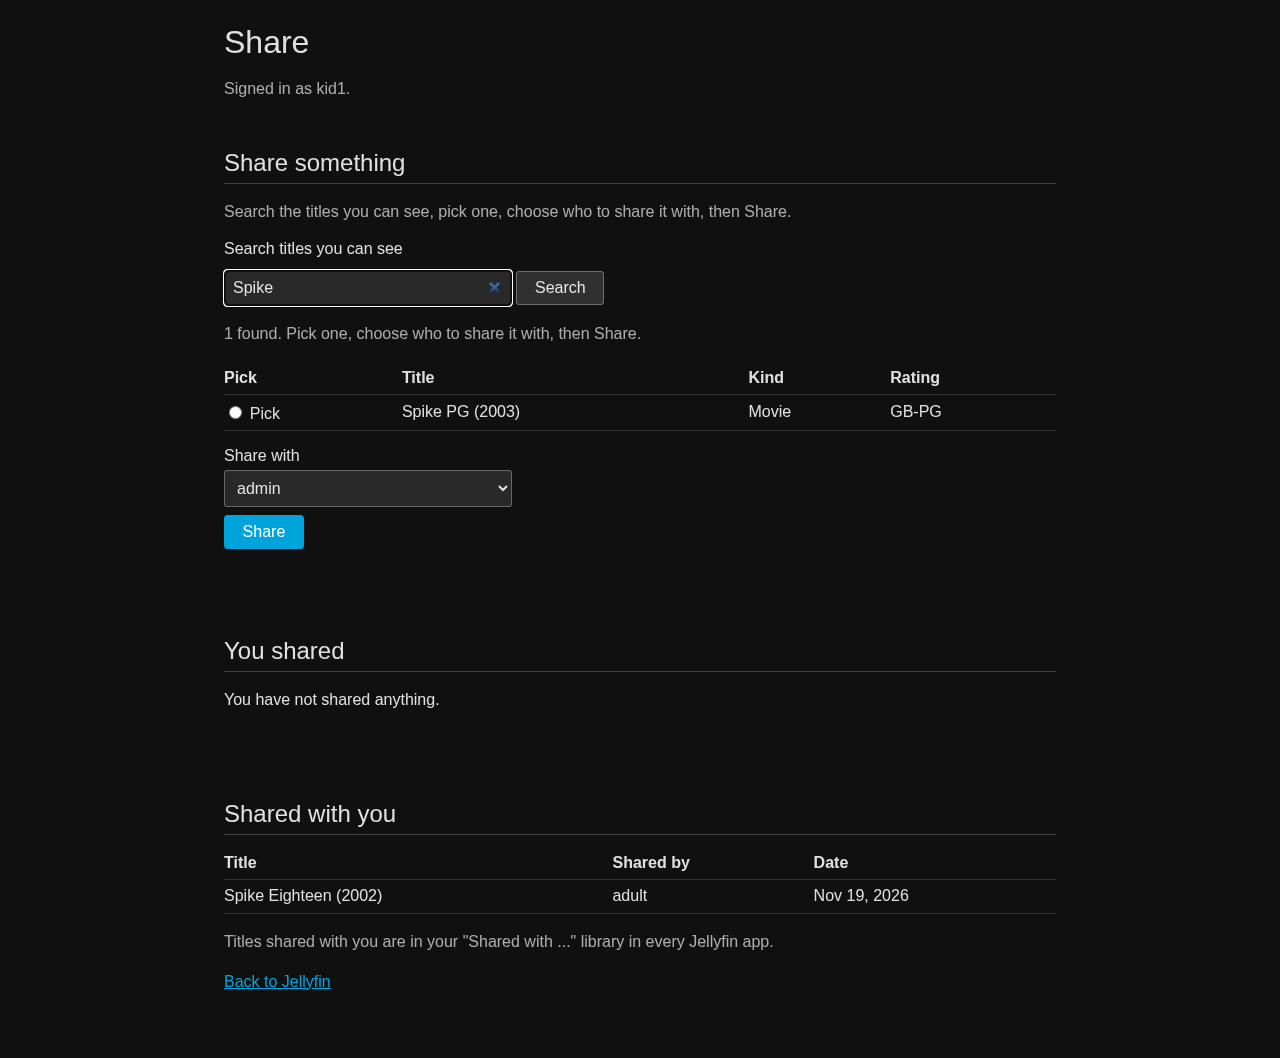 Share
Signed in as kid1.
Share something
Search the titles you can see, pick one, choose who to share it with, then Share.
Search titles you can see
Spike Search
1 found. Pick one, choose who to share it with, then Share.
Pick Title Kind Rating
Pick Spike PG (2003) Movie GB-PG
Share with
admin
Share
You shared
You have not shared anything.
Shared with you
Title Shared by Date
Spike Eighteen (2002) adult Nov 19, 2026
Titles shared with you are in your "Shared with ..." library in every Jellyfin app.
Back to Jellyfin